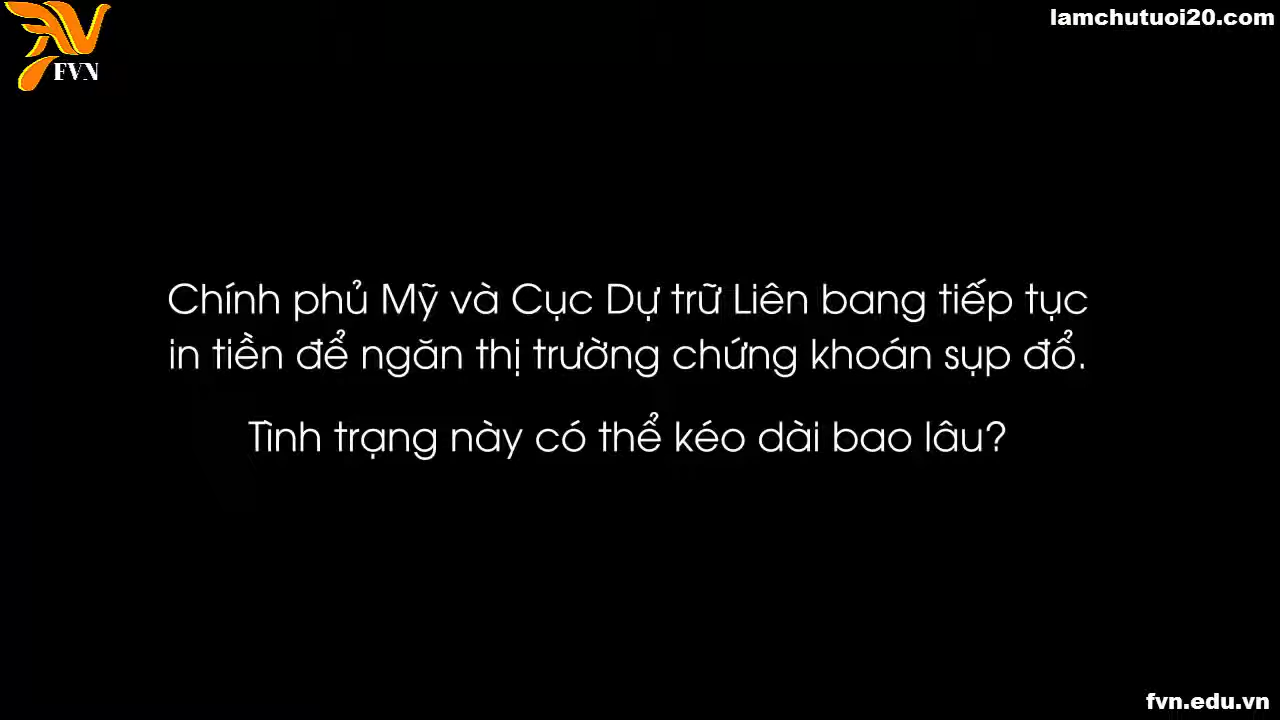 FVN
lamchutuoi20.com
Chính phủ Mỹ và Cục Dự trữ Liên bang tiếp tục
in tiền để ngăn thị trường chứng khoán sụp đổ.
Tình trạng này có thể kéo dài bao lâu?
fvn.edu.vn